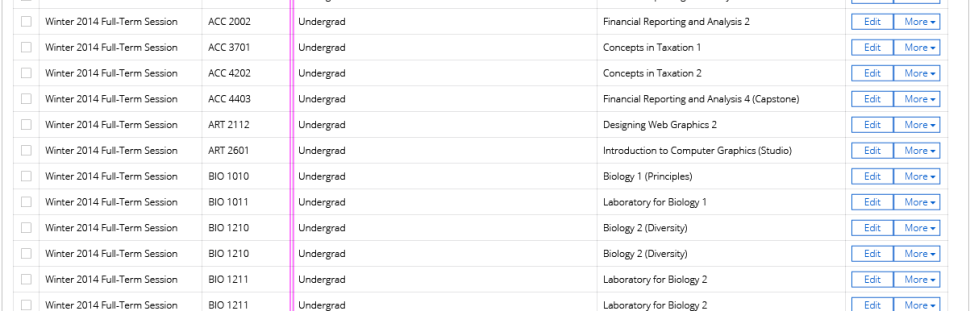 Winter 2014 Full-Term Session ACC 2002 Undergrad Financial Reporting and Analysis 2 Edit More
Winter 2014 Full-Term Session ACC 3701 Undergrad Concepts in Taxation 1 Edit More
Winter 2014 Full-Term Session ACC 4202 Undergrad Concepts in Taxation 2 Edit More
Winter 2014 Full-Term Session ACC 4403 Undergrad Financial Reporting and Analysis 4 (Capstone) Edit More
Winter 2014 Full-Term Session ART 2112 Undergrad Designing Web Graphics 2 Edit More
Winter 2014 Full-Term Session ART 2601 Undergrad Introduction to Computer Graphics (Studio) Edit More
Winter 2014 Full-Term Session BIO 1010 Undergrad Biology 1 (Principles) Edit More
Winter 2014 Full-Term Session BIO 1011 Undergrad Laboratory for Biology 1 Edit More
Winter 2014 Full-Term Session BIO 1210 Undergrad Biology 2 (Diversity) Edit More
Winter 2014 Full-Term Session BIO 1210 Undergrad Biology 2 (Diversity) Edit More
Winter 2014 Full-Term Session BIO 1211 Undergrad Laboratory for Biology 2 Edit More
Winter 2014 Full-Term Session BIO 1211 Undergrad Laboratory for Biology 2 Edit More